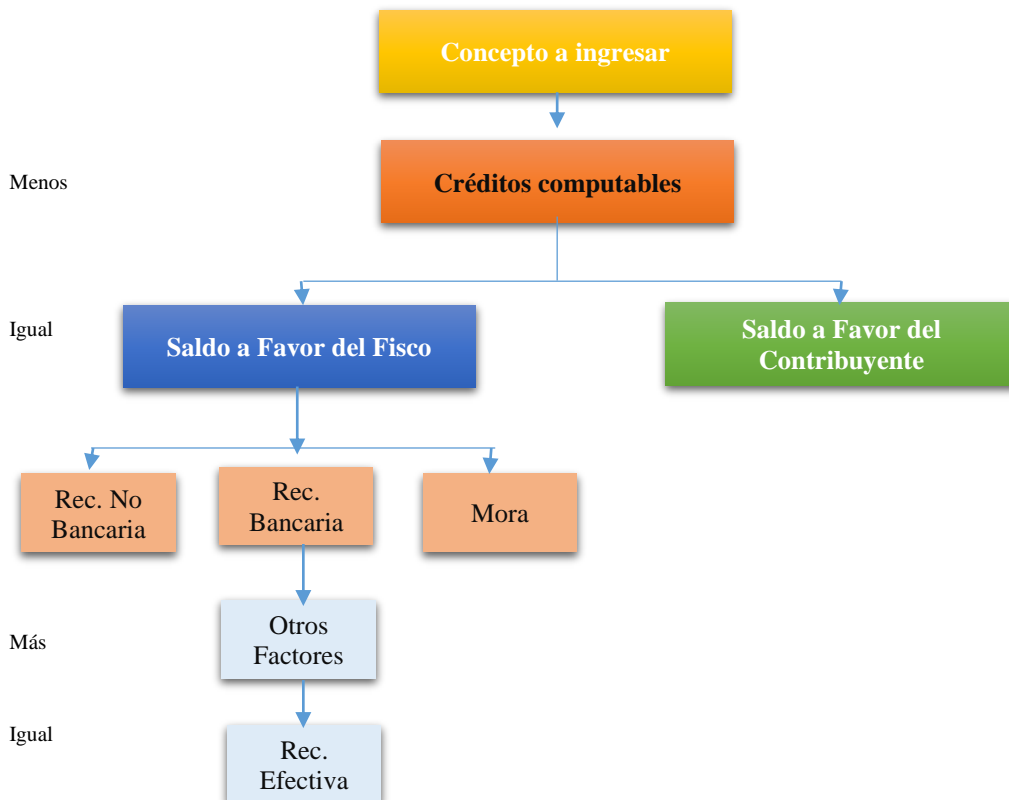 Concepto a ingresar
Menos
Créditos computables
Igual
Saldo a Favor del Fisco
Saldo a Favor del
Contribuyente
Rec. No
Bancaria
Rec.
Bancaria
Mora
Más
Otros
Factores
Igual
Rec.
Efectiva